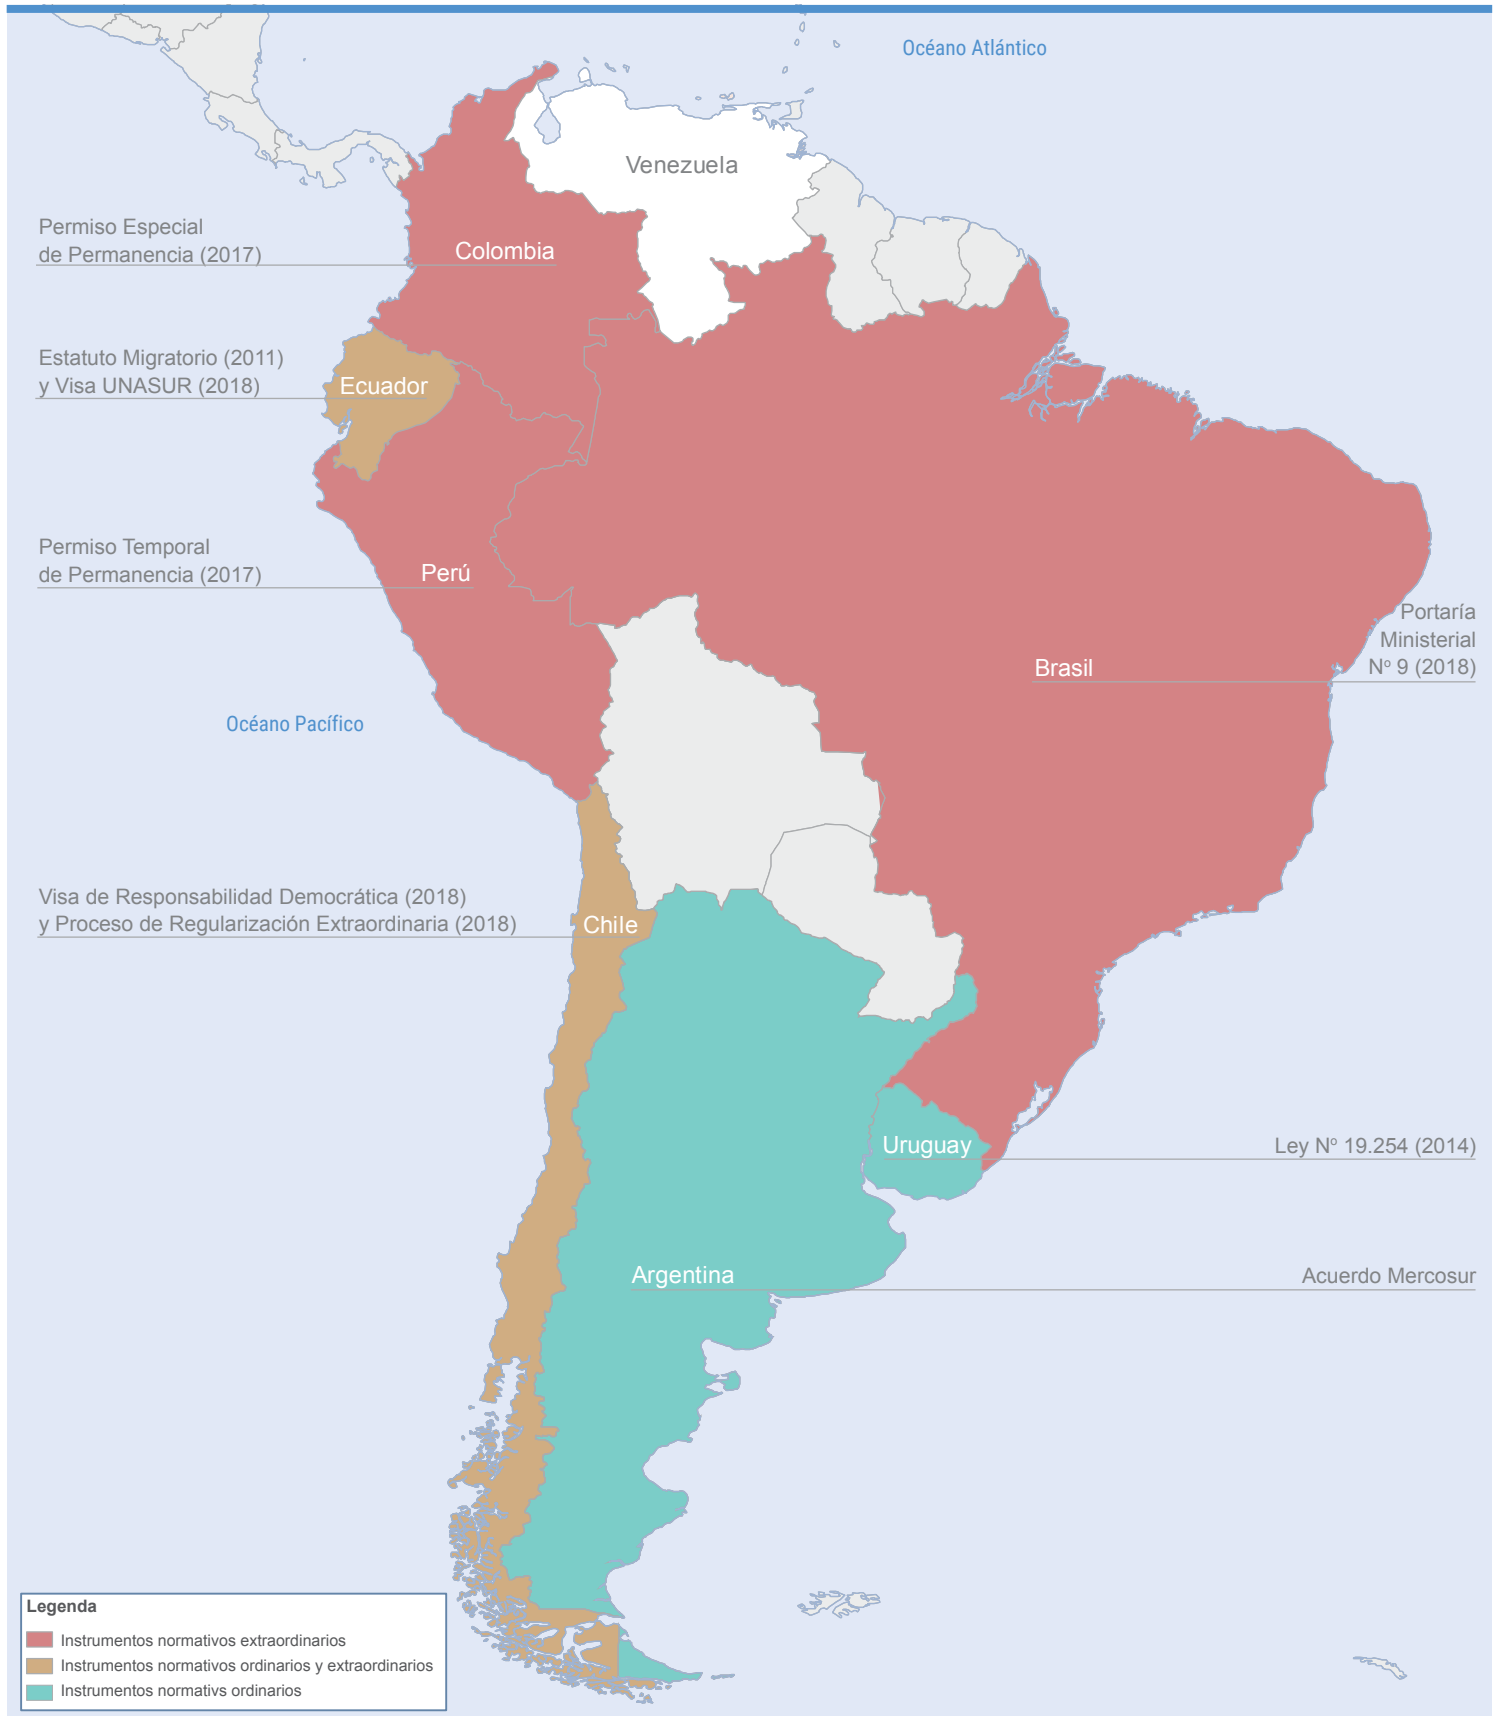 Océano Atlántico
Venezuela
Permiso Especial
de Permanencia (2017)
Colombia
Estatuto Migratorio (2011)
y Visa UNASUR (2018)
Ecuador
Permiso Temporal
de Permanencia (2017)
Perú
Portaría
Ministerial
Nº 9 (2018)
Brasil
Océano Pacífico
Visa de Responsabilidad Democrática (2018)
y Proceso de Regularización Extraordinaria (2018)
Chile
Uruguay
Ley Nº 19.254 (2014)
Argentina
Acuerdo Mercosur
Legenda
Instrumentos normativos extraordinarios
Instrumentos normativos ordinarios y extraordinarios
Instrumentos normativs ordinarios